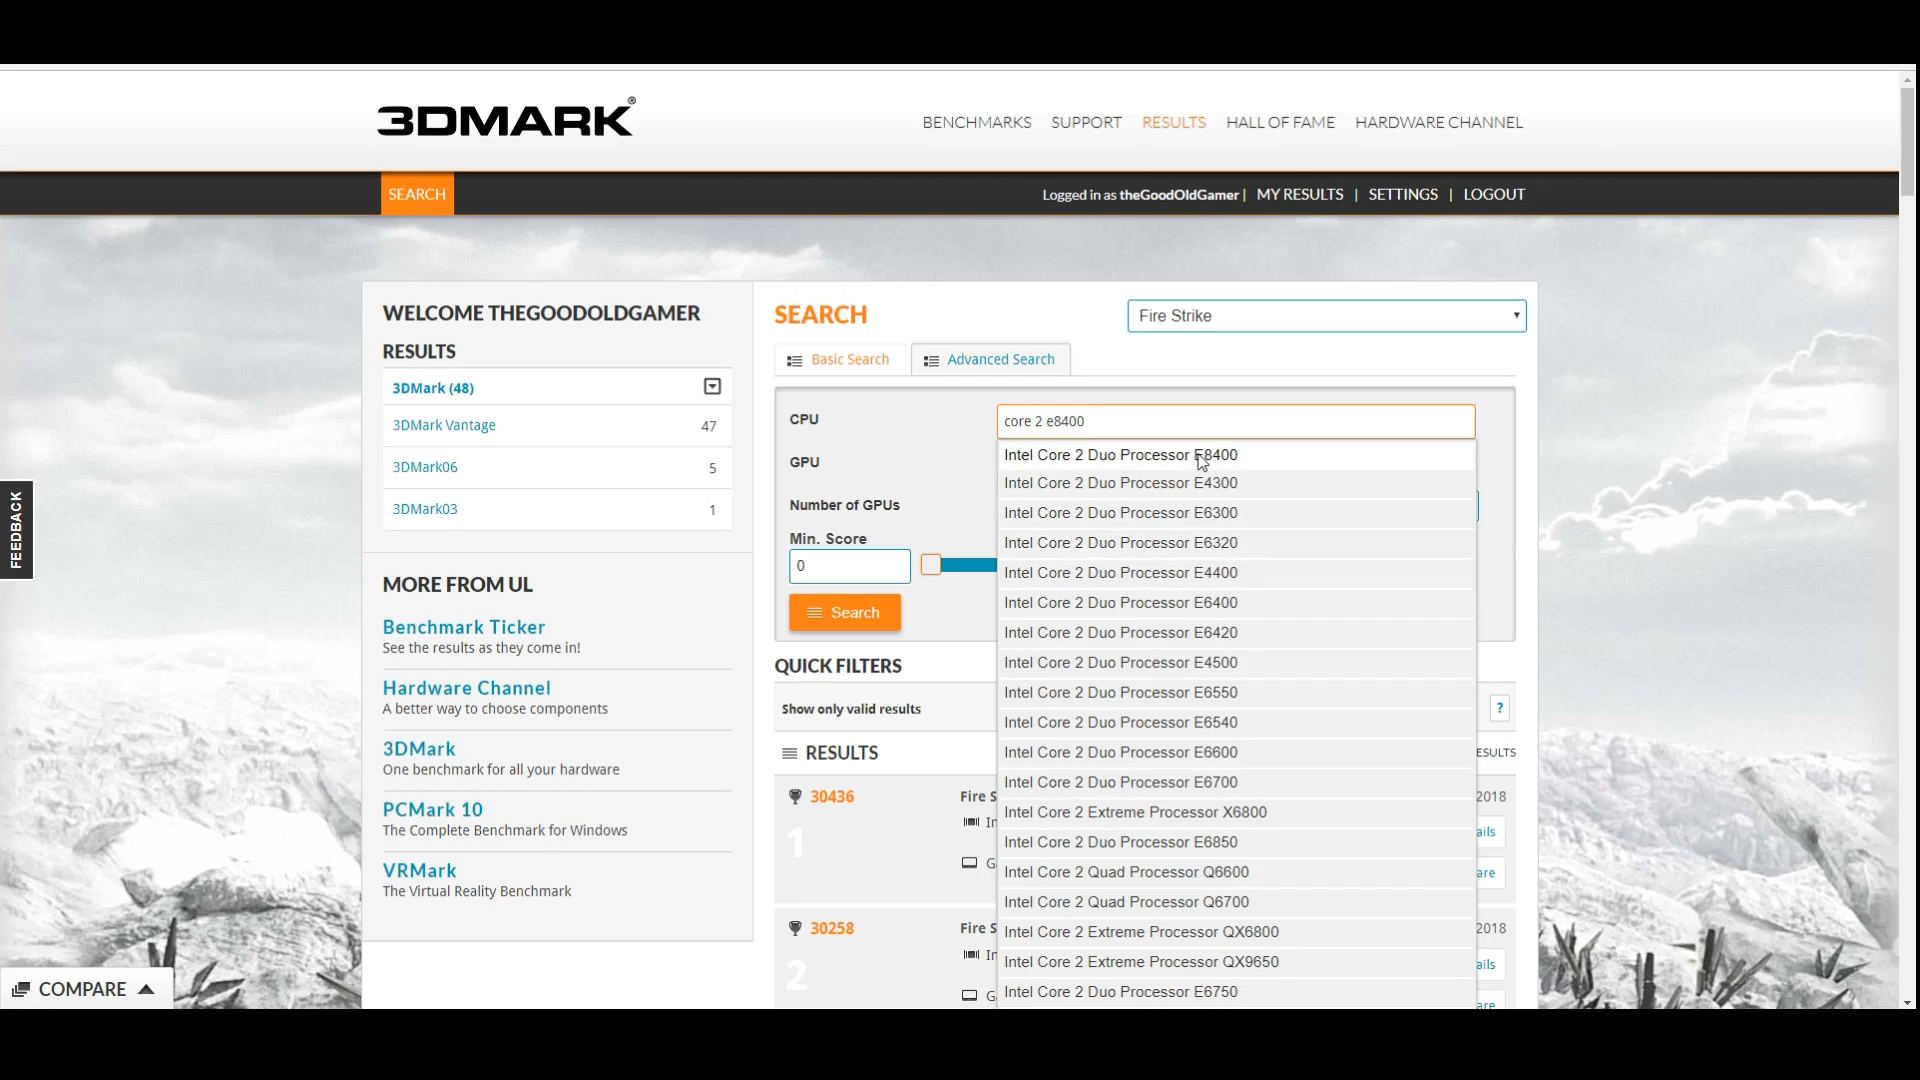 3DMARK®
BENCHMARKS SUPPORT RESULTS HALL OF FAME HARDWARE CHANNEL
SEARCH
Logged in as theGoodOldGamer | MY RESULTS | SETTINGS | LOGOUT
WELCOME THEGOODOLDGAMER
RESULTS
3DMark (48)
3DMark Vantage 47
3DMark06 5
3DMark03 1
MORE FROM UL
Benchmark Ticker
See the results as they come in!
Hardware Channel
A better way to choose components
3DMark
One benchmark for all your hardware
PCMark 10
The Complete Benchmark for Windows
VRMark
The Virtual Reality Benchmark
FEEDBACK
COMPARE
SEARCH
Fire Strike
Basic Search
Advanced Search
CPU
core 2 e8400
GPU
Number of GPUs
Min. Score
0
Search
Intel Core 2 Duo Processor E8400
Intel Core 2 Duo Processor E4300
Intel Core 2 Duo Processor E6300
Intel Core 2 Duo Processor E6320
Intel Core 2 Duo Processor E4400
Intel Core 2 Duo Processor E6400
Intel Core 2 Duo Processor E6420
Intel Core 2 Duo Processor E4500
Intel Core 2 Duo Processor E6550
Intel Core 2 Duo Processor E6540
Intel Core 2 Duo Processor E6600
Intel Core 2 Duo Processor E6700
Intel Core 2 Extreme Processor X6800
Intel Core 2 Duo Processor E6850
Intel Core 2 Quad Processor Q6600
Intel Core 2 Quad Processor Q6700
Intel Core 2 Extreme Processor QX6800
Intel Core 2 Extreme Processor QX9650
Intel Core 2 Duo Processor E6750
QUICK FILTERS
Show only valid results
?
RESULTS
ESULTS
30436
Fire S
2018
1
In
ails
G
are
30258
Fire S
2018
2
In
ails
G
are